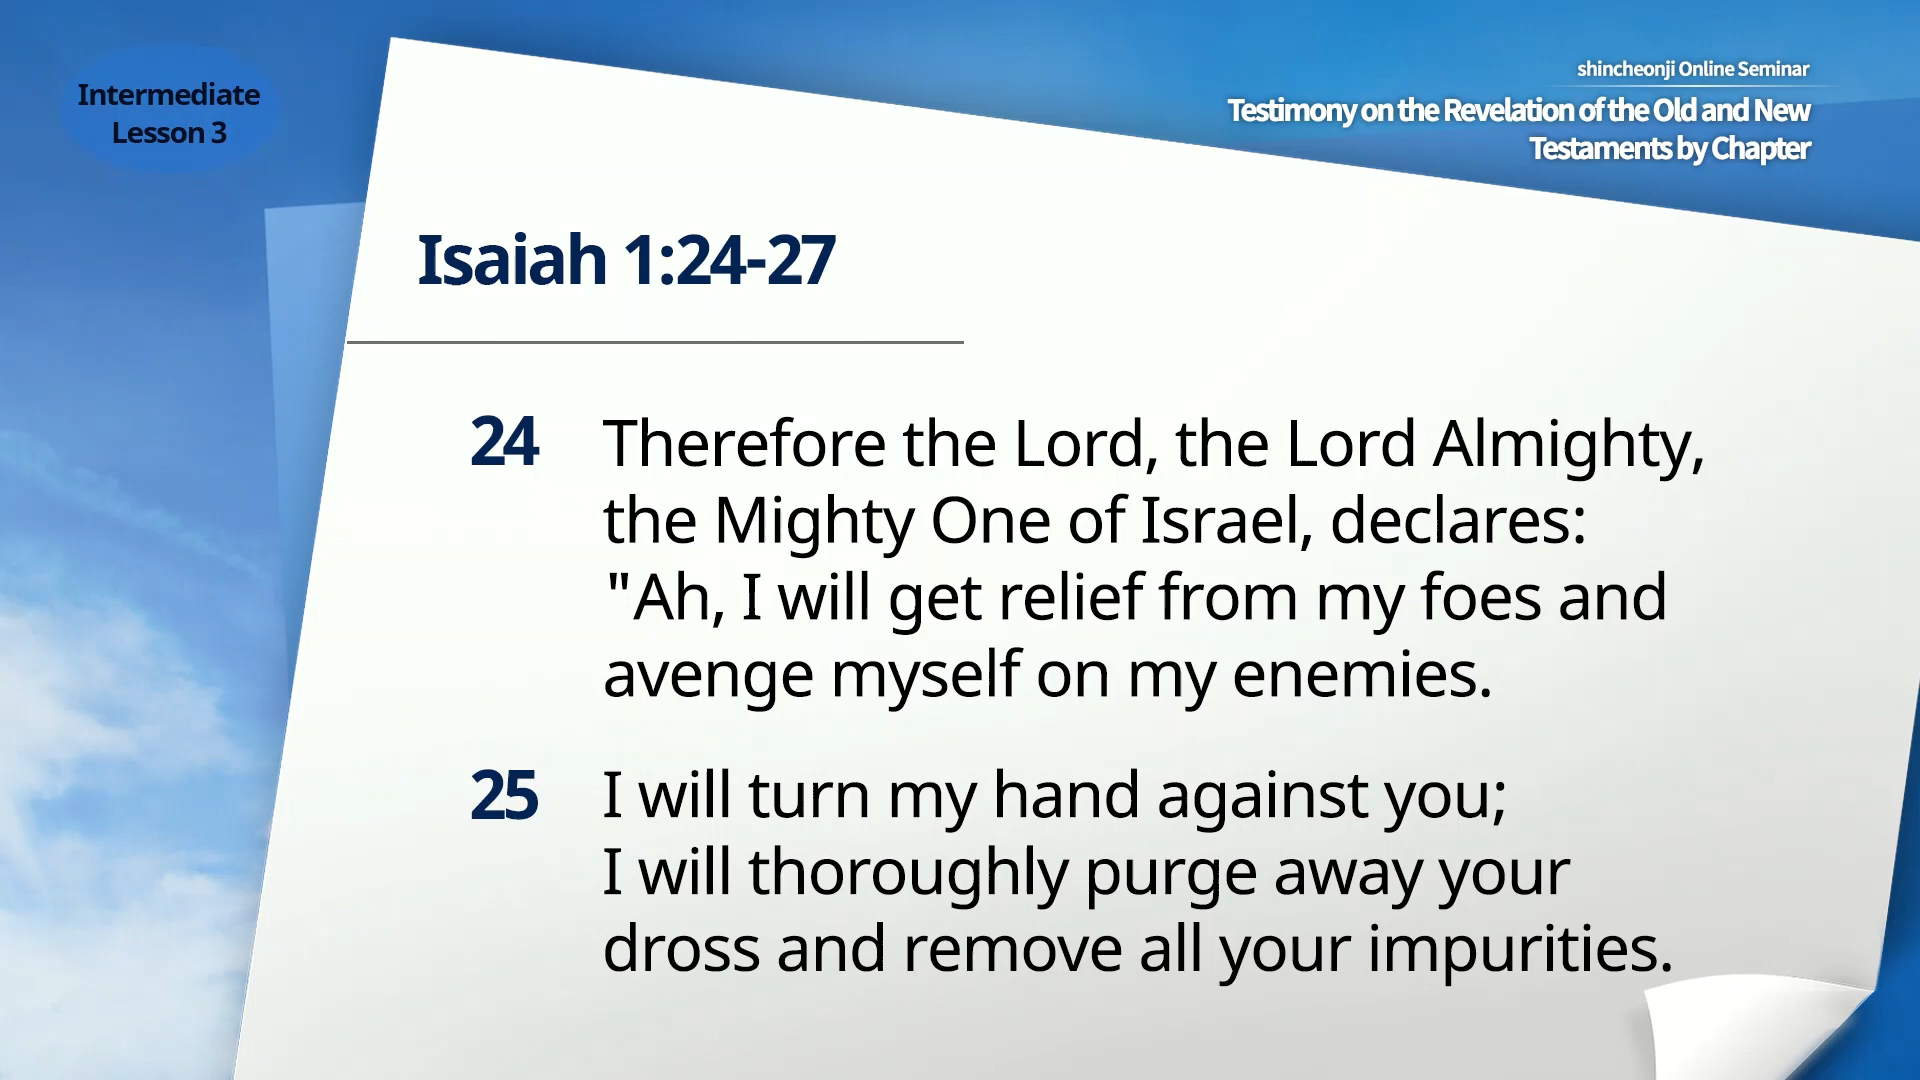 Intermediate
Lesson 3
shincheonji Online Seminar
Testimony on the Revelation of the Old and New
Testaments by Chapter
Isaiah 1:24-27
24 Therefore the Lord, the Lord Almighty,
the Mighty One of Israel, declares:
"Ah, I will get relief from my foes and
avenge myself on my enemies.
25 I will turn my hand against you;
I will thoroughly purge away your
dross and remove all your impurities.